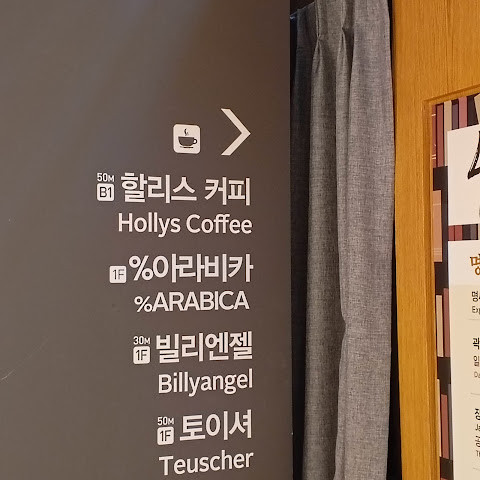 50M
B1 할리스 커피
Hollys Coffee
1F %아라비카
%ARABICA
30M
1F 빌리엔젤
Billyangel
50M
1F 토이셔
Teuscher